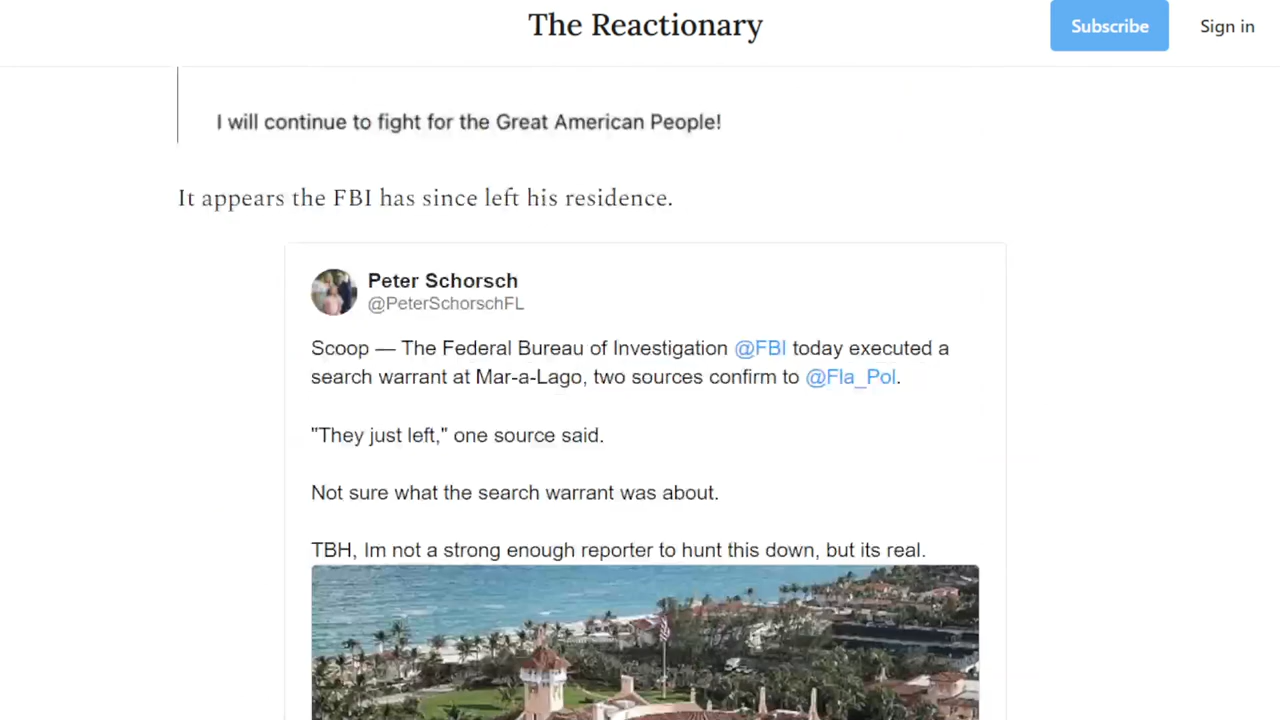 The Reactionary
Subscribe
Sign in
I will continue to fight for the Great American People!
It appears the FBI has since left his residence.
Peter Schorsch
@PeterSchorschFL
Scoop — The Federal Bureau of Investigation @FBI today executed a
search warrant at Mar-a-Lago, two sources confirm to @Fla_Pol.
"They just left," one source said.
Not sure what the search warrant was about.
TBH, Im not a strong enough reporter to hunt this down, but its real.